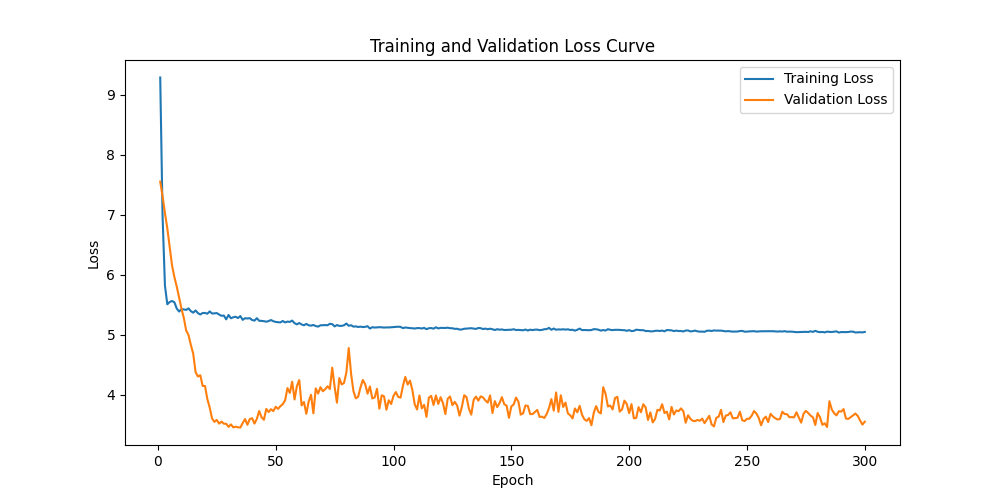 Training and Validation Loss Curve
Training Loss
Validation Loss
9
8
7
6
5
4
Loss
0 50 100 150 200 250 300
Epoch